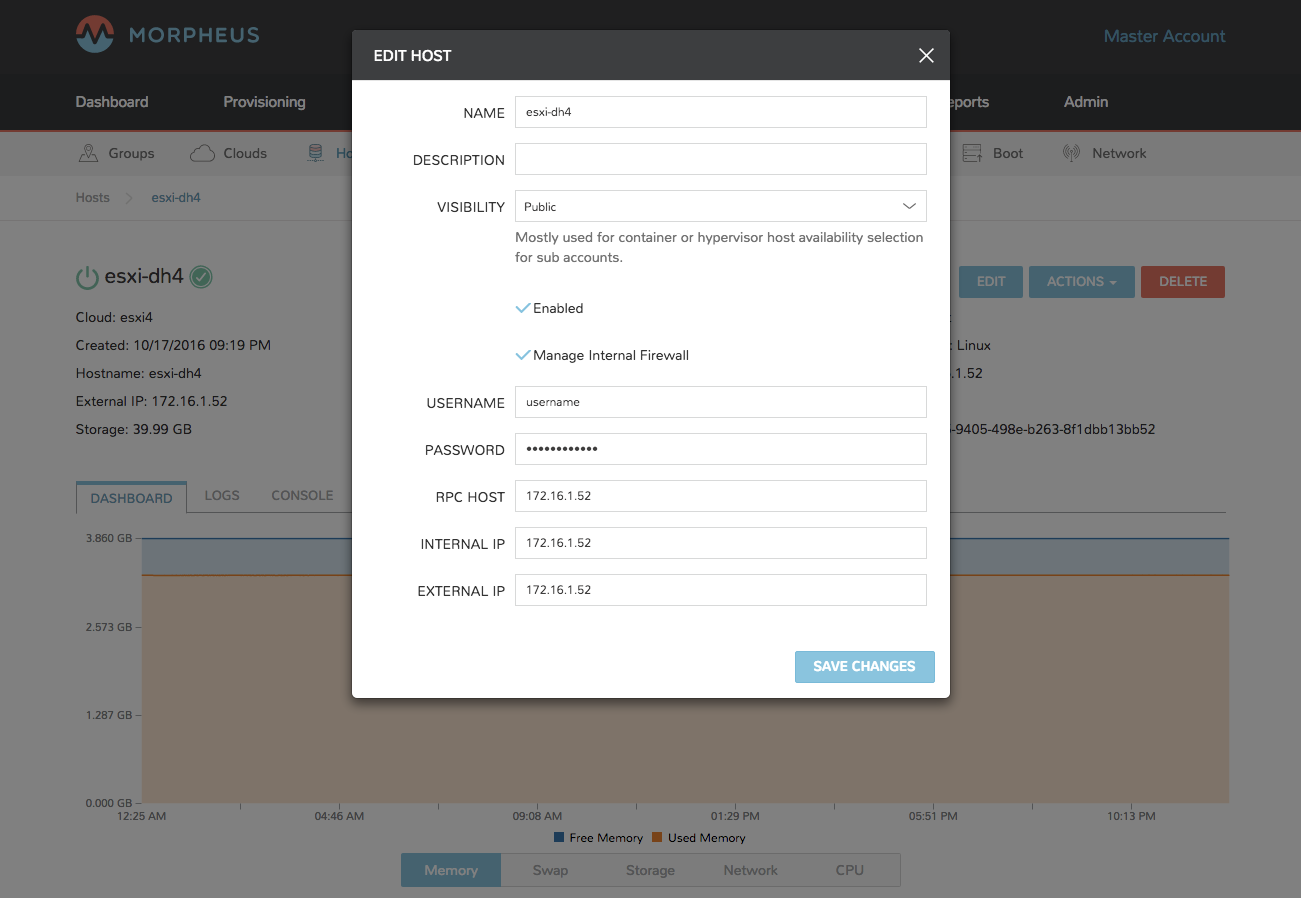 MORPHEUS
Master Account
Dashboard
Provisioning
eports
Admin
Groups
Clouds
Ho
Boot
Network
Hosts
esxi-dh4
esxi-dh4
EDIT
ACTIONS
DELETE
Cloud: esxi4
Created: 10/17/2016 09:19 PM
Hostname: esxi-dh4
External IP: 172.16.1.52
Storage: 39.99 GB
: Linux
.1.52
-9405-498e-b263-8f1dbb13bb52
DASHBOARD
LOGS
CONSOLE
EDIT HOST
NAME
esxi-dh4
DESCRIPTION
VISIBILITY
Public
Mostly used for container or hypervisor host availability selection
for sub accounts.
Enabled
Manage Internal Firewall
USERNAME
username
PASSWORD
••••••••••••
RPC HOST
172.16.1.52
INTERNAL IP
172.16.1.52
EXTERNAL IP
172.16.1.52
SAVE CHANGES
3.860 GB
2.573 GB
1.287 GB
0.000 GB
12:25 AM
04:46 AM
09:08 AM
01:29 PM
05:51 PM
10:13 PM
Free Memory
Used Memory
Memory
Swap
Storage
Network
CPU